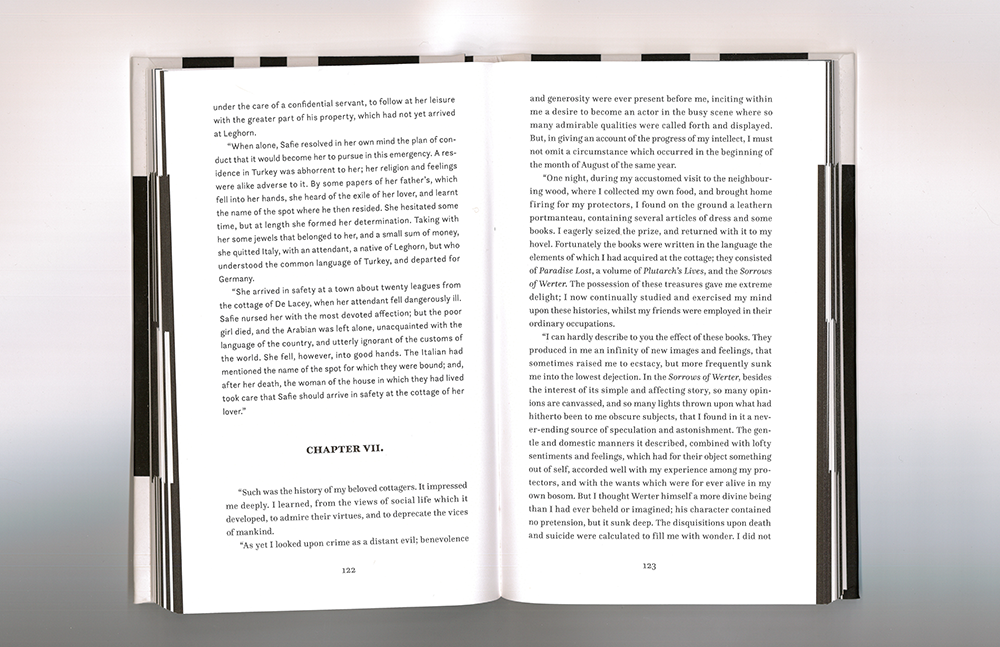 under the care of a confidential servant, to follow at her leisure
with the greater part of his property, which had not yet arrived
at Leghorn.
“When alone, Safie resolved in her own mind the plan of con-
duct that it would become her to pursue in this emergency. A res-
idence in Turkey was abhorrent to her; her religion and feelings
were alike adverse to it. By some papers of her father’s, which
fell into her hands, she heard of the exile of her lover, and learnt
the name of the spot where he then resided. She hesitated some
time, but at length she formed her determination. Taking with
her some jewels that belonged to her, and a small sum of money,
she quitted Italy, with an attendant, a native of Leghorn, but who
understood the common language of Turkey, and departed for
Germany.
“She arrived in safety at a town about twenty leagues from
the cottage of De Lacey, when her attendant fell dangerously ill.
Safie nursed her with the most devoted affection; but the poor
girl died, and the Arabian was left alone, unacquainted with the
language of the country, and utterly ignorant of the customs of
the world. She fell, however, into good hands. The Italian had
mentioned the name of the spot for which they were bound; and,
after her death, the woman of the house in which they had lived
took care that Safie should arrive in safety at the cottage of her
lover.”
CHAPTER VII.
“Such was the history of my beloved cottagers. It impressed
me deeply. I learned, from the views of social life which it
developed, to admire their virtues, and to deprecate the vices
of mankind.
“As yet I looked upon crime as a distant evil; benevolence
122
and generosity were ever present before me, inciting within
me a desire to become an actor in the busy scene where so
many admirable qualities were called forth and displayed.
But, in giving an account of the progress of my intellect, I must
not omit a circumstance which occurred in the beginning of
the month of August of the same year.
“One night, during my accustomed visit to the neighbour-
ing wood, where I collected my own food, and brought home
firing for my protectors, I found on the ground a leathern
portmanteau, containing several articles of dress and some
books. I eagerly seized the prize, and returned with it to my
hovel. Fortunately the books were written in the language the
elements of which I had acquired at the cottage; they consisted
of Paradise Lost, a volume of Plutarch’s Lives, and the Sorrows
of Werter. The possession of these treasures gave me extreme
delight; I now continually studied and exercised my mind
upon these histories, whilst my friends were employed in their
ordinary occupations.
“I can hardly describe to you the effect of these books. They
produced in me an infinity of new images and feelings, that
sometimes raised me to ecstacy, but more frequently sunk
me into the lowest dejection. In the Sorrows of Werter, besides
the interest of its simple and affecting story, so many opin-
ions are canvassed, and so many lights thrown upon what had
hitherto been to me obscure subjects, that I found in it a nev-
er-ending source of speculation and astonishment. The gen-
tle and domestic manners it described, combined with lofty
sentiments and feelings, which had for their object something
out of self, accorded well with my experience among my pro-
tectors, and with the wants which were for ever alive in my
own bosom. But I thought Werter himself a more divine being
than I had ever beheld or imagined; his character contained
no pretension, but it sunk deep. The disquisitions upon death
and suicide were calculated to fill me with wonder. I did not
123